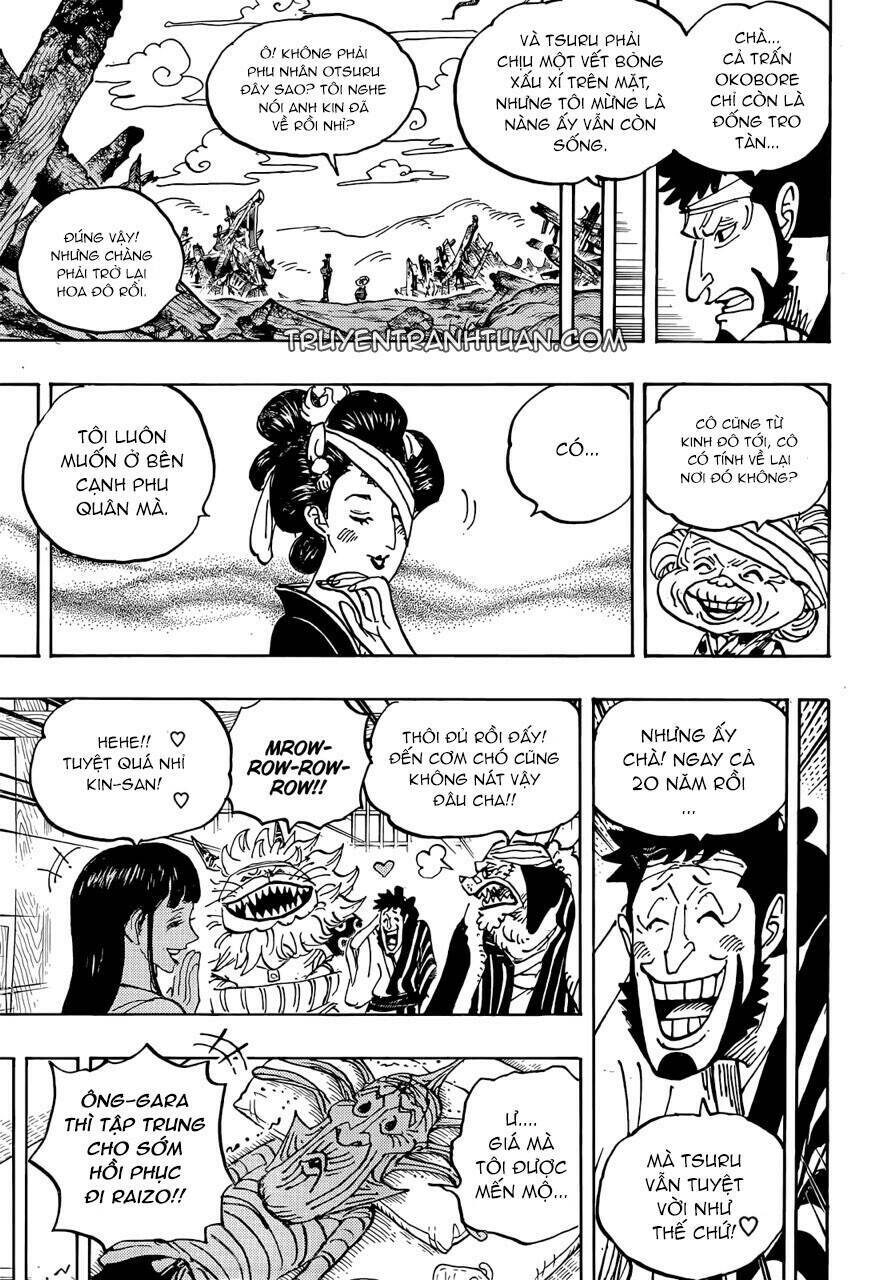 CHÀ...
CẢ TRẤN
OKOBORE
CHỈ CÒN LÀ
ĐỐNG TRO
TÀN...
VÀ TSURU PHẢI
CHỊU MỘT VẾT BỎNG
XẤU XÍ TRÊN MẶT,
NHƯNG TÔI MỪNG LÀ
NÀNG ẤY VẪN CÒN
SỐNG.
Ồ! KHÔNG PHẢI
PHU NHÂN OTSURU
ĐÂY SAO? TÔI NGHE
NÓI ANH KIN ĐÃ
VỀ RỒI NHỈ?
ĐÚNG VẬY!
NHƯNG CHÀNG
PHẢI TRỞ LẠI
HOA ĐÔ RỒI.
TRUYENTRANHTUAN.COM
CÔ CŨNG TỪ
KINH ĐÔ TỚI, CÔ
CÓ TÍNH VỀ LẠI
NƠI ĐÓ KHÔNG?
CÓ...
TÔI LUÔN
MUỐN Ở BÊN
CẠNH PHU
QUÂN MÀ.
NHƯNG ẤY
CHÀ! NGAY CẢ
20 NĂM RỒI
...
MÀ TSURU
VẪN TUYỆT
VỜI NHƯ
THẾ CHỨ!♡
THÔI ĐỦ RỒI ĐẤY!
ĐẾN CƠM CHÓ CŨNG
KHÔNG NÁT VẬY
ĐÂU CHA!!
MROW-
ROW-ROW-
ROW!!
HEHE!! ♡
TUYỆT QUÁ NHỈ
KIN-SAN! ♡
Ư....
GIÁ MÀ
TÔI ĐƯỢC
MẾN MỘ...
ÔNG-GARA
THÌ TẬP TRUNG
CHO SỚM
HỒI PHỤC
ĐI RAIZO!!